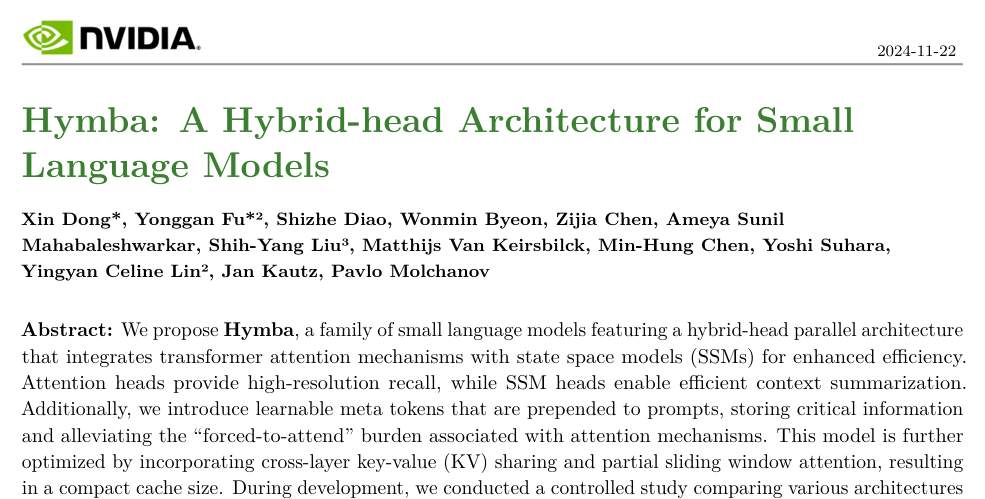 NVIDIA.
2024-11-22
Hymba: A Hybrid-head Architecture for Small
Language Models
Xin Dong*, Yonggan Fu*², Shizhe Diao, Wonmin Byeon, Zijia Chen, Ameya Sunil
Mahabaleshwarkar, Shih-Yang Liu³, Matthijs Van Keirsbilck, Min-Hung Chen, Yoshi Suhara,
Yingyan Celine Lin², Jan Kautz, Pavlo Molchanov
Abstract: We propose Hymba, a family of small language models featuring a hybrid-head parallel architecture
that integrates transformer attention mechanisms with state space models (SSMs) for enhanced efficiency.
Attention heads provide high-resolution recall, while SSM heads enable efficient context summarization.
Additionally, we introduce learnable meta tokens that are prepended to prompts, storing critical information
and alleviating the “forced-to-attend” burden associated with attention mechanisms. This model is further
optimized by incorporating cross-layer key-value (KV) sharing and partial sliding window attention, resulting
in a compact cache size. During development, we conducted a controlled study comparing various architectures